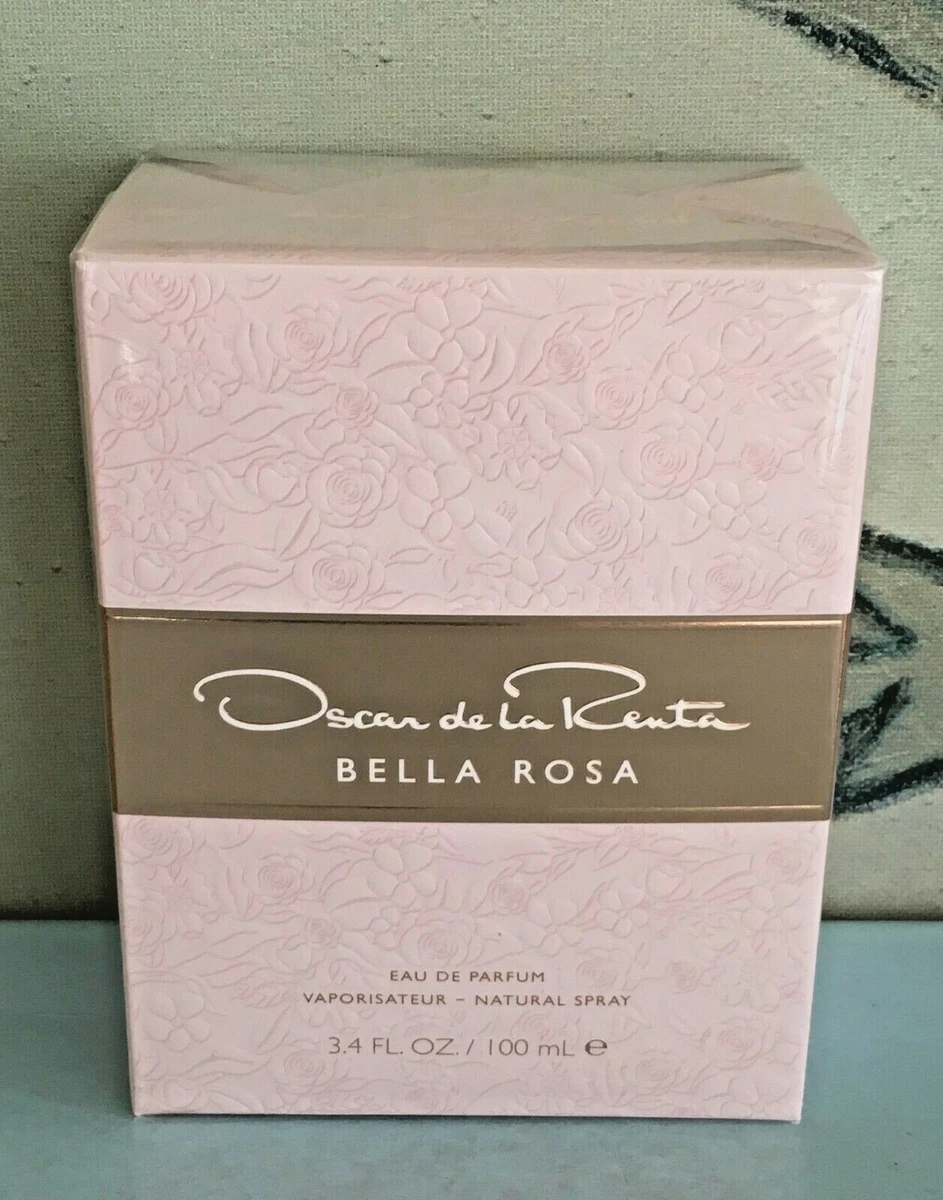 Oscar de la Renta
BELLA ROSA
EAU DE PARFUM
VAPORISATEUR – NATURAL SPRAY
3.4 FL. OZ. / 100 mL ℮